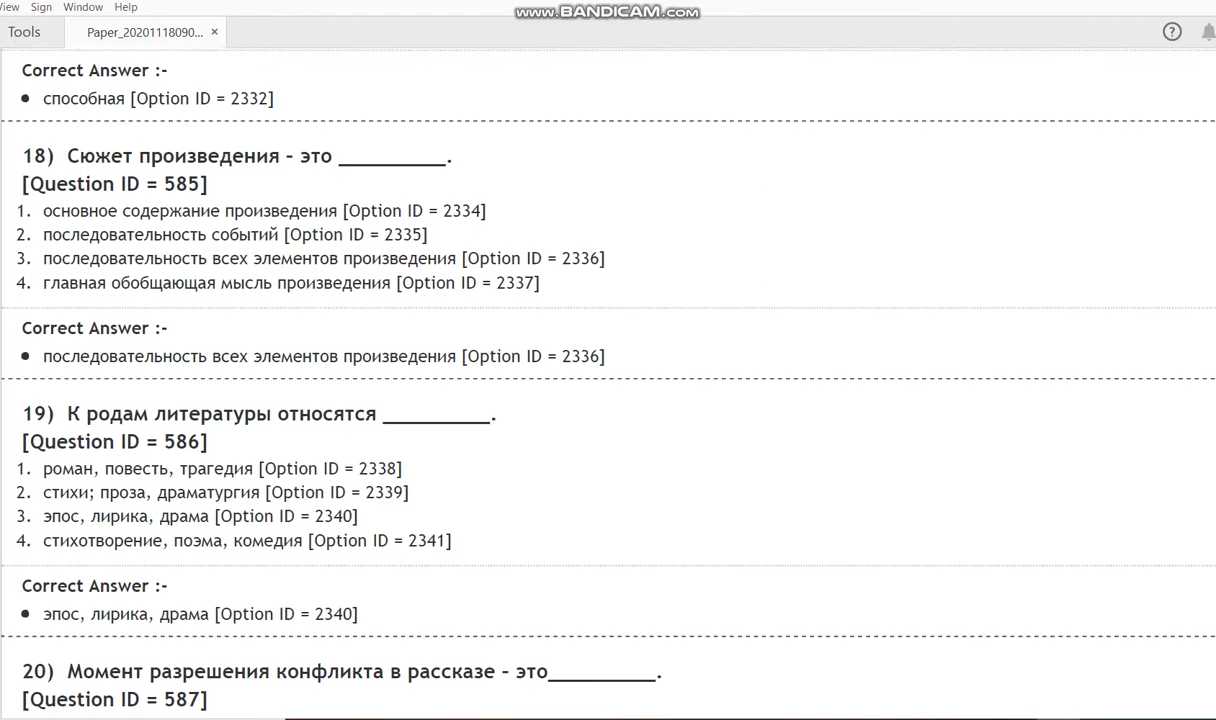 View Sign Window Help
www.BANDICAM.com
Tools Paper_20201118090... × ?
Correct Answer :-
• способная [Option ID = 2332]
18) Сюжет произведения – это __________.
[Question ID = 585]
1. основное содержание произведения [Option ID = 2334]
2. последовательность событий [Option ID = 2335]
3. последовательность всех элементов произведения [Option ID = 2336]
4. главная обобщающая мысль произведения [Option ID = 2337]
Correct Answer :-
• последовательность всех элементов произведения [Option ID = 2336]
19) К родам литературы относятся __________.
[Question ID = 586]
1. роман, повесть, трагедия [Option ID = 2338]
2. стихи; проза, драматургия [Option ID = 2339]
3. эпос, лирика, драма [Option ID = 2340]
4. стихотворение, поэма, комедия [Option ID = 2341]
Correct Answer :-
• эпос, лирика, драма [Option ID = 2340]
20) Момент разрешения конфликта в рассказе – это__________.
[Question ID = 587]